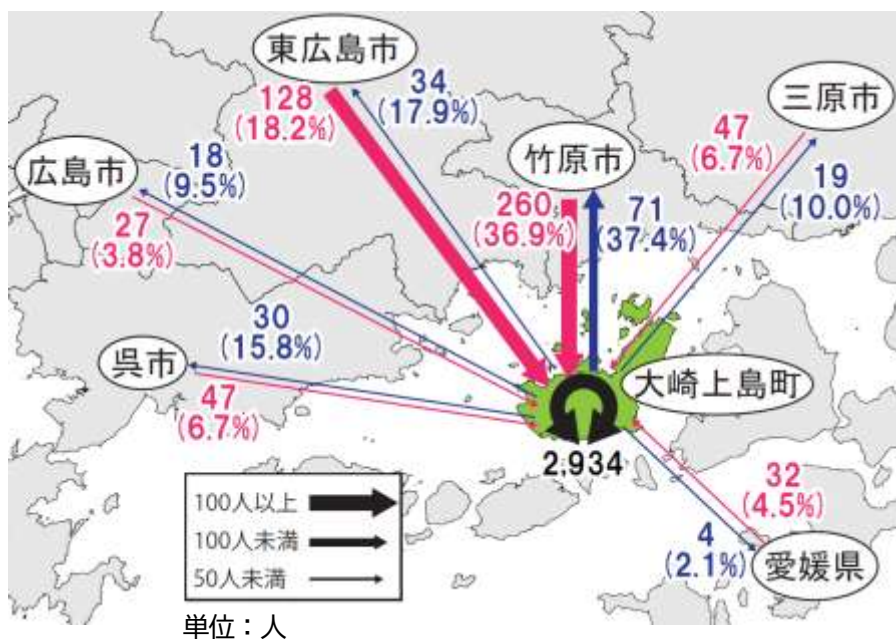 東広島市
128
(18.2%)
34
(17.9%)
三原市
47
(6.7%)
19
(10.0%)
竹原市
260
(36.9%)
71
(37.4%)
広島市
18
(9.5%)
27
(3.8%)
呉市
30
(15.8%)
47
(6.7%)
大崎上島町
2,934
32
(4.5%)
4
(2.1%)
愛媛県
100人以上
100人未満
50人未満
単位：人